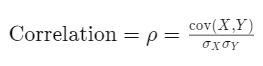 Correlation = ρ = cov(X,Y) / σXσY